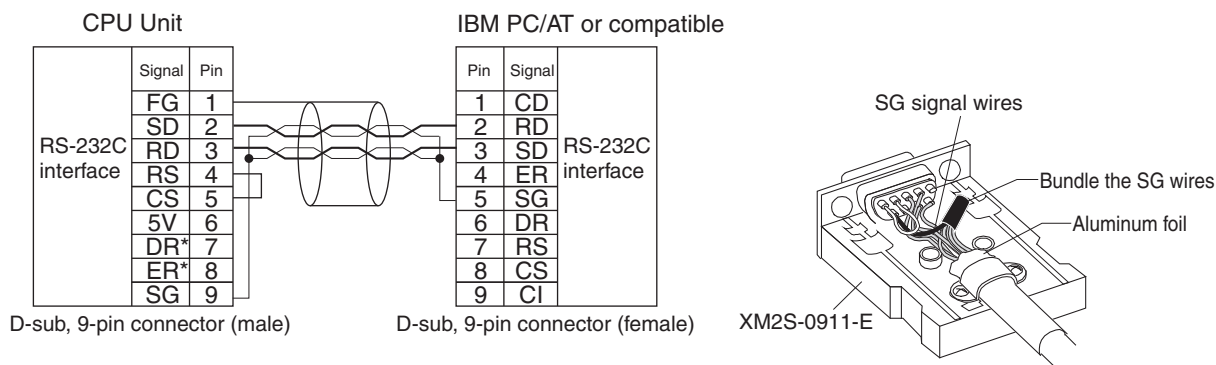 CPU Unit
Signal Pin
FG 1
SD 2
RD 3
RS 4
CS 5
5V 6
DR* 7
ER* 8
SG 9
RS-232C
interface
D-sub, 9-pin connector (male)
IBM PC/AT or compatible
Pin Signal
1 CD
2 RD
3 SD
4 ER
5 SG
6 DR
7 RS
8 CS
9 CI
RS-232C
interface
D-sub, 9-pin connector (female)
SG signal wires
Bundle the SG wires
Aluminum foil
XM2S-0911-E